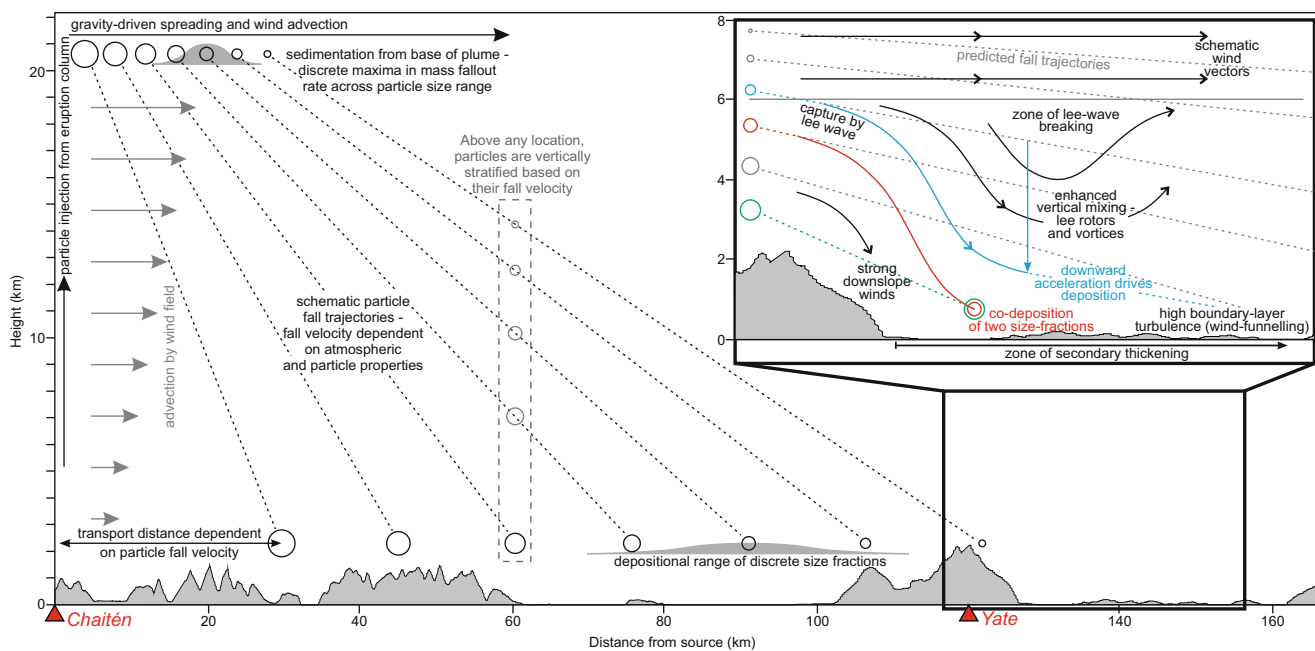 gravity-driven spreading and wind advection
sedimentation from base of plume -
discrete maxima in mass fallout
rate across particle size range
particle injection from eruption column
advection by wind field
Above any location,
particles are vertically
stratified based on
their fall velocity
schematic particle
fall trajectories -
fall velocity dependent
on atmospheric
and particle properties
transport distance dependent
on particle fall velocity
depositional range of discrete size fractions
Height (km)
20
10
0
Chaitén
20
40
60
80
100
Yate
140
160
Distance from source (km)
8
6
4
2
0
schematic
wind
vectors
predicted fall trajectories
capture by
lee wave
zone of lee-wave
breaking
enhanced
vertical mixing -
lee rotors
and vortices
strong
downslope
winds
downward
acceleration drives
deposition
co-deposition
of two size-fractions
high boundary-layer
turbulence (wind-funnelling)
zone of secondary thickening